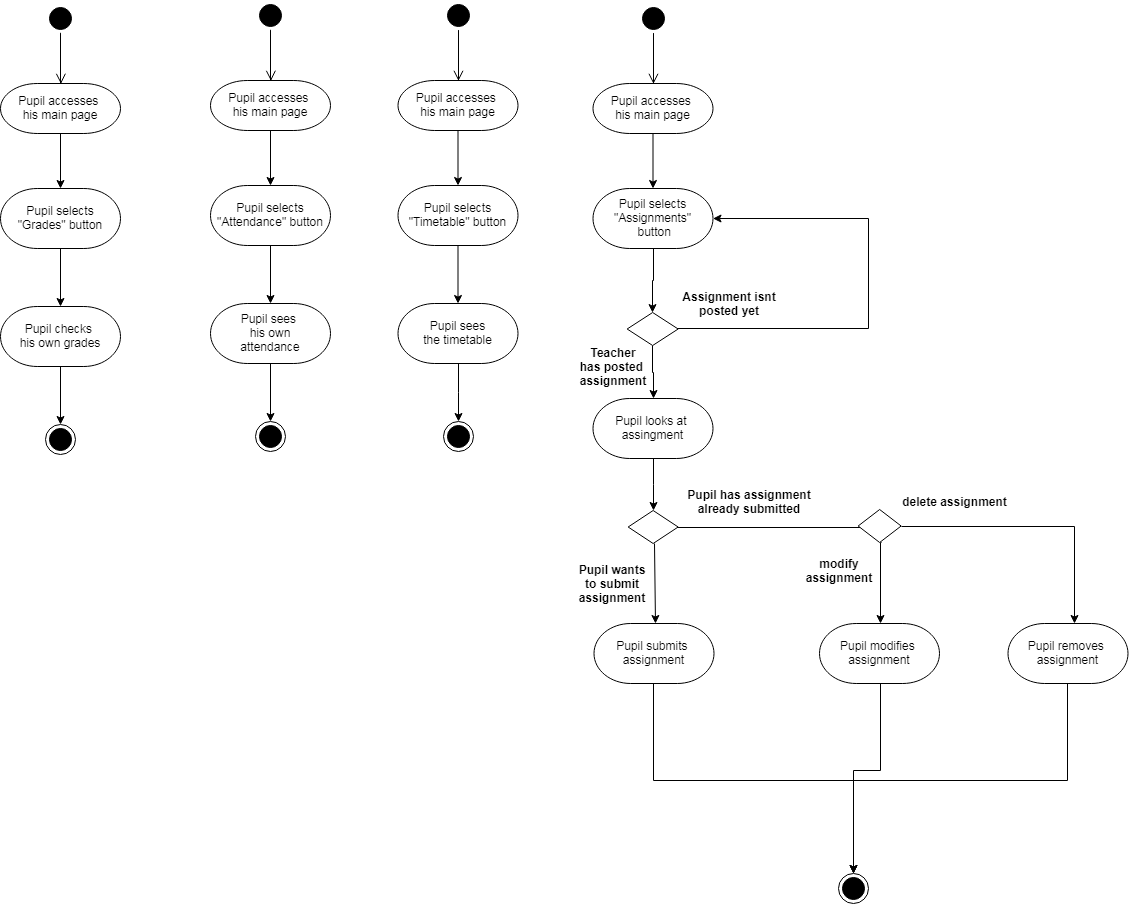 Pupil accesses
his main page
Pupil selects
"Grades" button
Pupil checks
his own grades
Pupil accesses
his main page
Pupil selects
"Attendance" button
Pupil sees
his own
attendance
Pupil accesses
his main page
Pupil selects
"Timetable" button
Pupil sees
the timetable
Pupil accesses
his main page
Pupil selects
"Assignments"
button
Assignment isnt
posted yet
Teacher
has posted
assignment
Pupil looks at
assingment
Pupil has assignment
already submitted
delete assignment
Pupil wants
to submit
assignment
modify
assignment
Pupil submits
assignment
Pupil modifies
assignment
Pupil removes
assignment